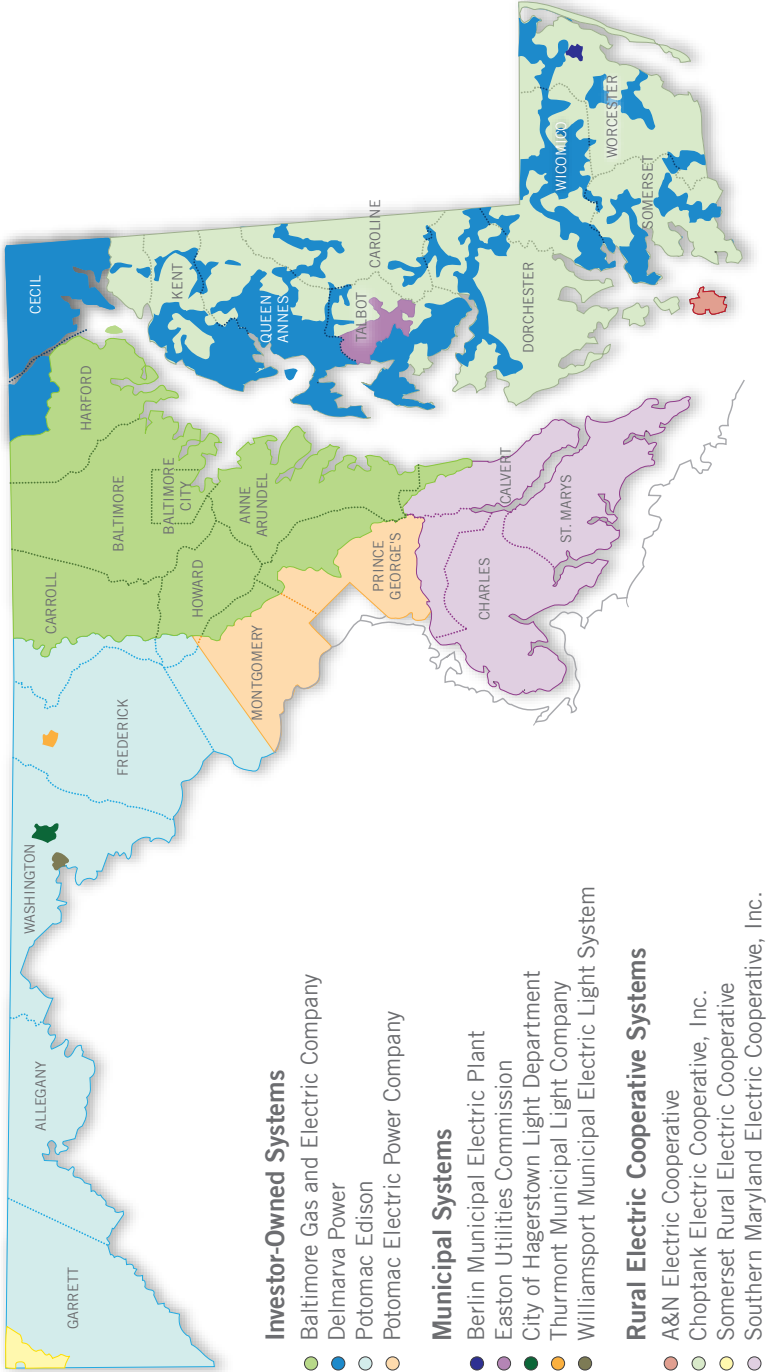 GARRETT
ALLEGANY
WASHINGTON
FREDERICK
CARROLL
BALTIMORE
HARFORD
CECIL
MONTGOMERY
HOWARD
BALTIMORE
CITY
ANNE
ARUNDEL
PRINCE
GEORGE'S
CHARLES
CALVERT
ST. MARYS
KENT
QUEEN
ANNES
TALBOT
CAROLINE
DORCHESTER
WICOMICO
WORCESTER
SOMERSET
Investor-Owned Systems
Baltimore Gas and Electric Company
Delmarva Power
Potomac Edison
Potomac Electric Power Company
Municipal Systems
Berlin Municipal Electric Plant
Easton Utilities Commission
City of Hagerstown Light Department
Thurmont Municipal Light Company
Williamsport Municipal Electric Light System
Rural Electric Cooperative Systems
A&N Electric Cooperative
Choptank Electric Cooperative, Inc.
Somerset Rural Electric Cooperative
Southern Maryland Electric Cooperative, Inc.